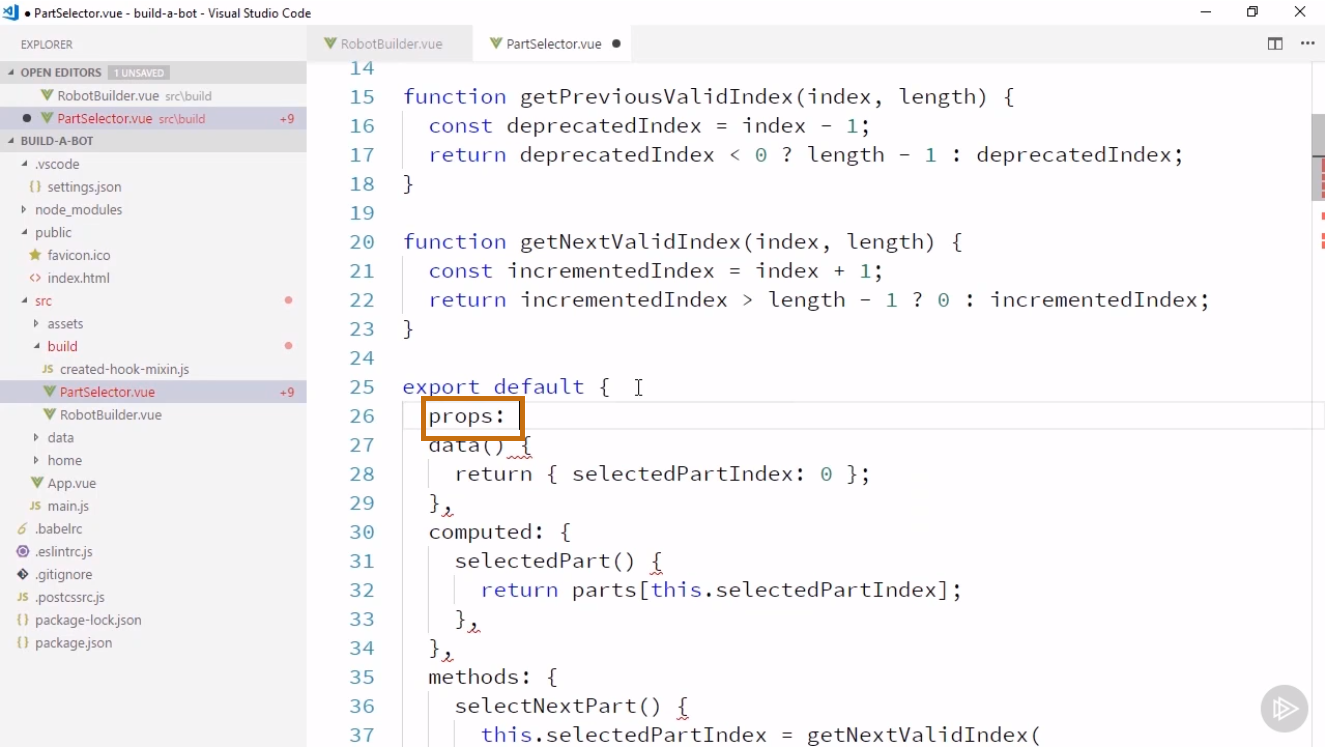 PartSelector.vue - build-a-bot - Visual Studio Code
EXPLORER
RobotBuilder.vue
PartSelector.vue
OPEN EDITORS 1 UNSAVED
RobotBuilder.vue src\build
PartSelector.vue src\build +9
BUILD-A-BOT
.vscode
{} settings.json
node_modules
public
favicon.ico
<> index.html
src
assets
build
JS created-hook-mixin.js
PartSelector.vue +9
RobotBuilder.vue
data
home
App.vue
JS main.js
6 .babelrc
.eslintrc.js
.gitignore
JS .postcssrc.js
{} package-lock.json
{} package.json
14
15 function getPreviousValidIndex(index, length) {
16 const deprecatedIndex = index - 1;
17 return deprecatedIndex < 0 ? length - 1 : deprecatedIndex;
18 }
19
20 function getNextValidIndex(index, length) {
21 const incrementedIndex = index + 1;
22 return incrementedIndex > length - 1 ? 0 : incrementedIndex;
23 }
24
25 export default {
26 props:
27 data() {
28 return { selectedPartIndex: 0 };
29 },
30 computed: {
31 selectedPart() {
32 return parts[this.selectedPartIndex];
33 },
34 },
35 methods: {
36 selectNextPart() {
37 this.selectedPartIndex = getNextValidIndex(